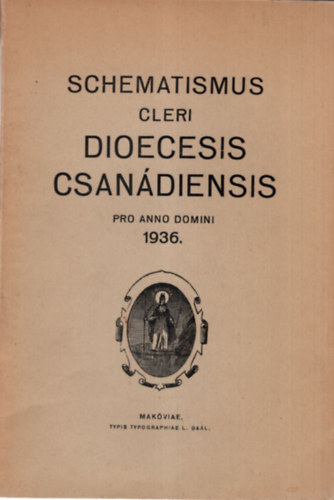 SCHEMATISMUS
CLERI
DIOECESIS
CSANÁDIENSIS
PRO ANNO DOMINI
1936.
MAKÓVIAE,
TYPIS TYPOGRAPHIAE L. GAÁL.